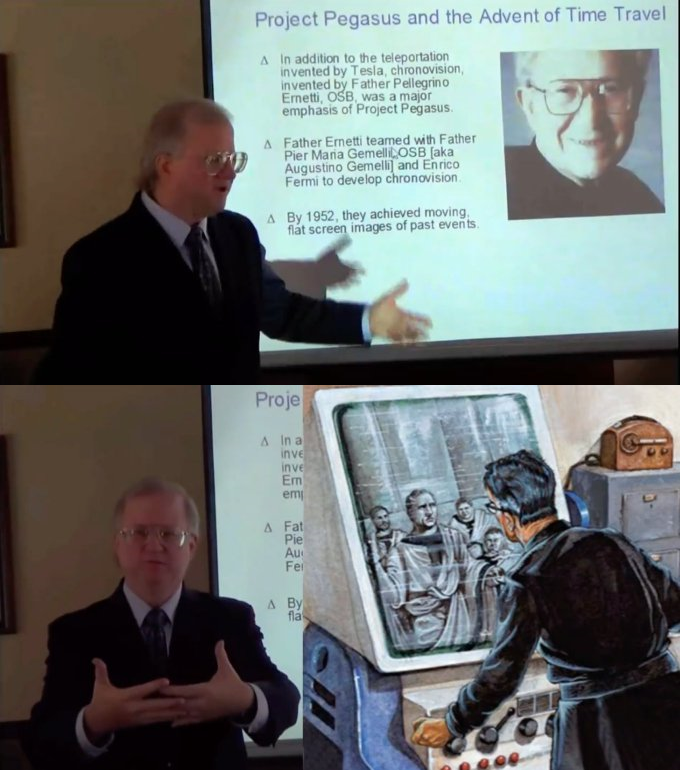 Project Pegasus and the Advent of Time Travel
Δ In addition to the teleportation
invented by Tesla, chronovision,
invented by Father Pellegrino
Ernetti, OSB, was a major
emphasis of Project Pegasus.
Δ Father Ernetti teamed with Father
Pier Maria Gemelli, OSB [aka
Augustino Gemelli] and Enrico
Fermi to develop chronovision.
Δ By 1952, they achieved moving,
flat screen images of past events.
Proje
Δ In a
inve
inve
Ern
emp
Δ Fat
Pie
Au
Fe
Δ By
fla